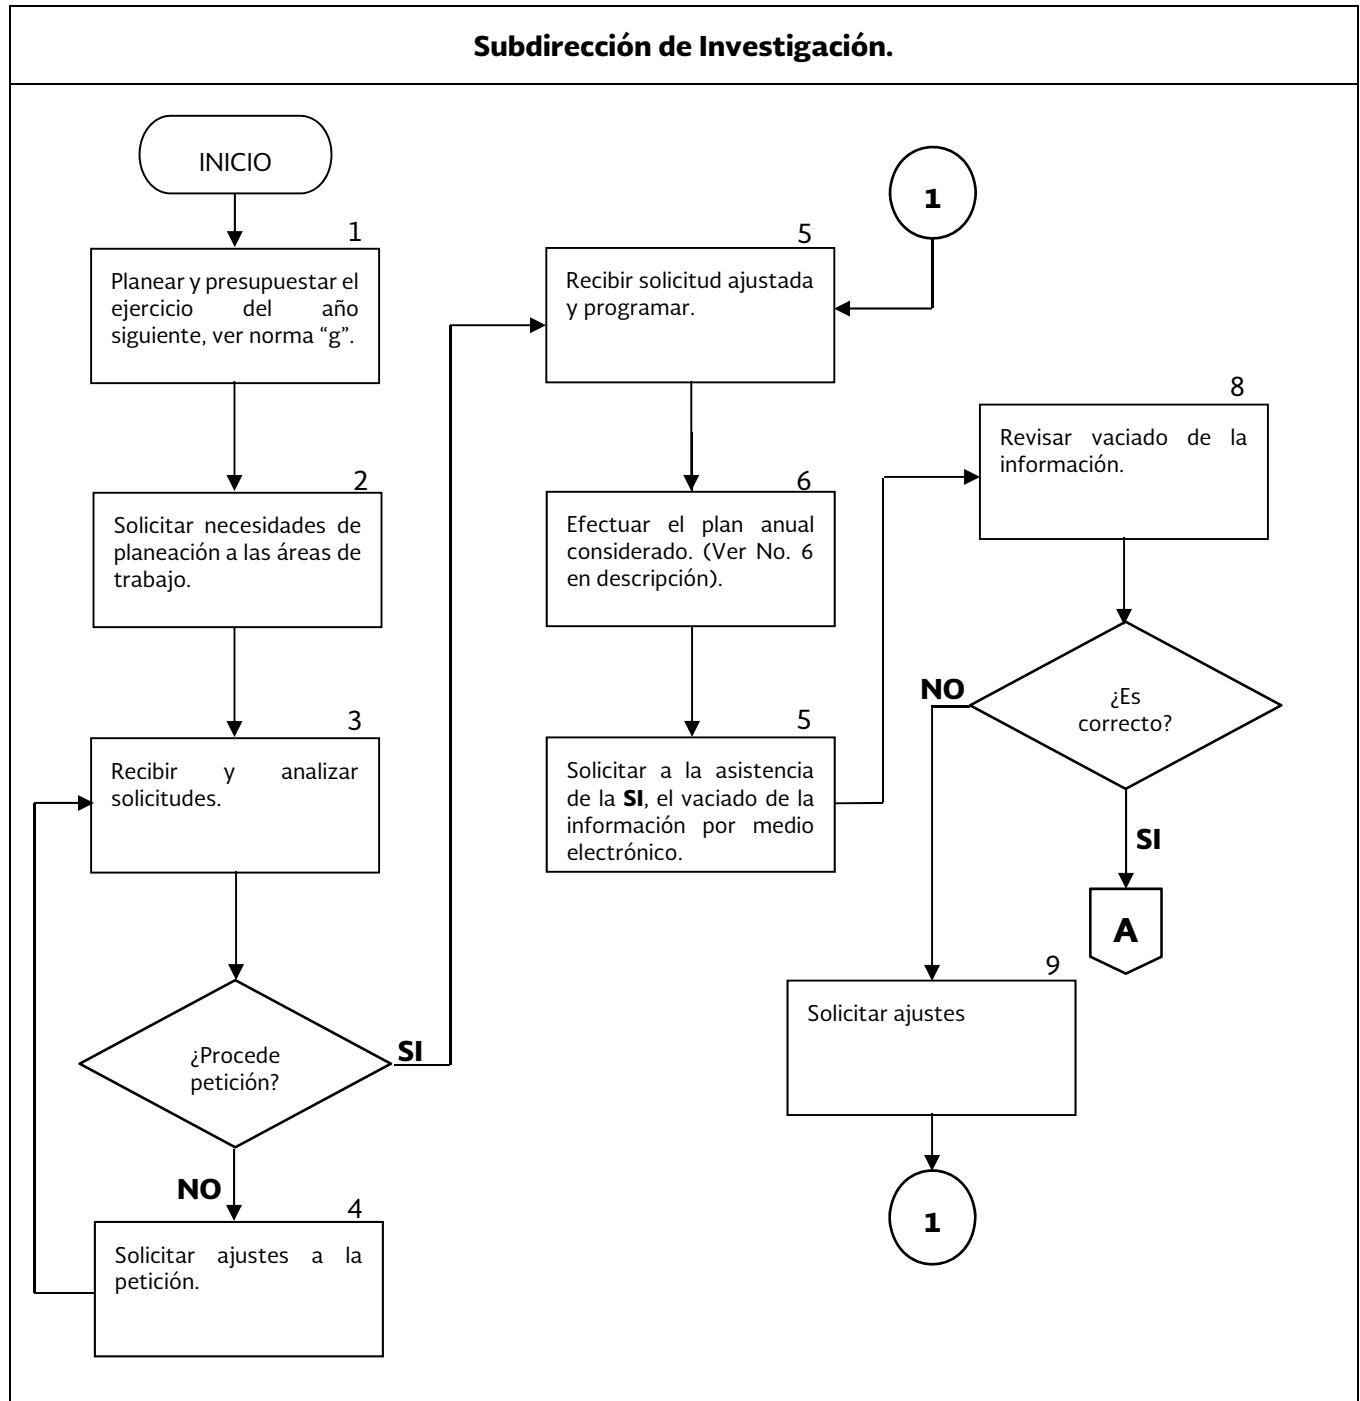 Subdirección de Investigación.
INICIO
1
Planear y presupuestar el
ejercicio del año
siguiente, ver norma “g”.
2
Solicitar necesidades de
planeación a las áreas de
trabajo.
3
Recibir y analizar
solicitudes.
¿Procede
petición?
SI
NO
4
Solicitar ajustes a la
petición.
1
5
Recibir solicitud ajustada
y programar.
6
Efectuar el plan anual
considerado. (Ver No. 6
en descripción).
5
Solicitar a la asistencia
de la SI, el vaciado de la
información por medio
electrónico.
8
Revisar vaciado de la
información.
¿Es
correcto?
NO
SI
A
9
Solicitar ajustes
1